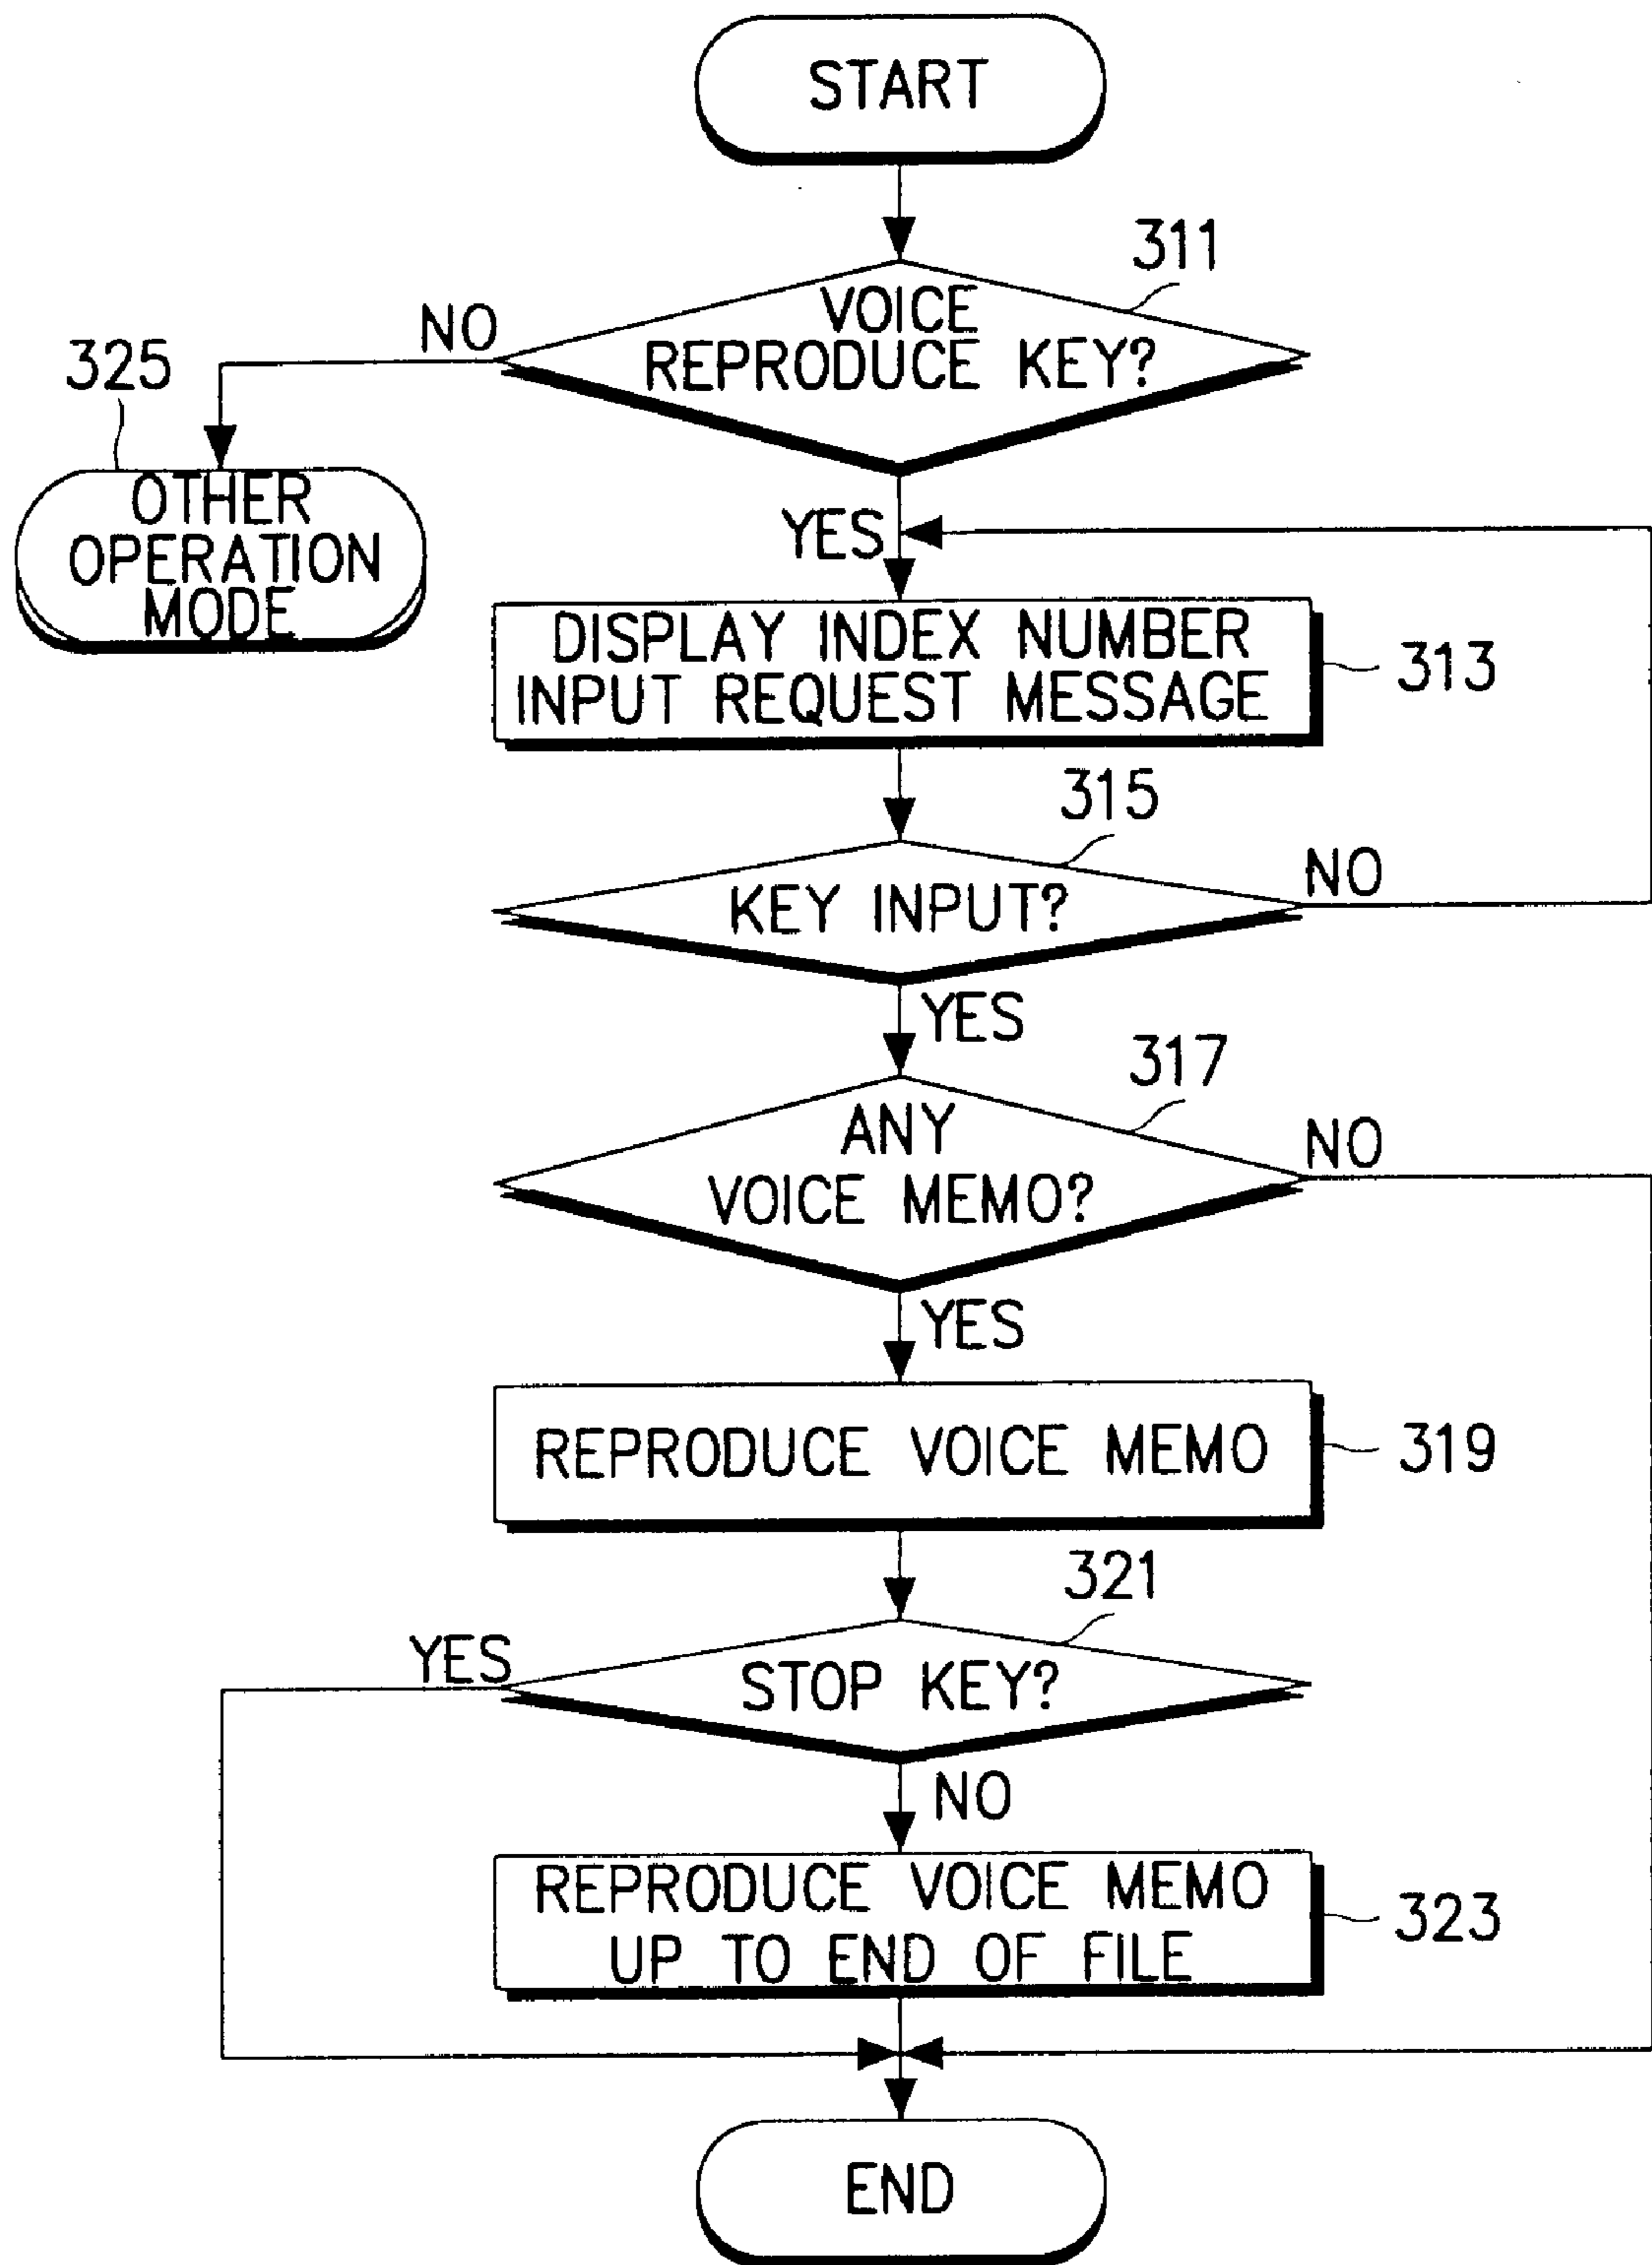 START
311
VOICE
REPRODUCE KEY?
NO
325
OTHER
OPERATION
MODE
YES
DISPLAY INDEX NUMBER
INPUT REQUEST MESSAGE
313
315
KEY INPUT?
NO
YES
317
ANY
VOICE MEMO?
NO
YES
REPRODUCE VOICE MEMO
319
321
YES
STOP KEY?
NO
REPRODUCE VOICE MEMO
UP TO END OF FILE
323
END